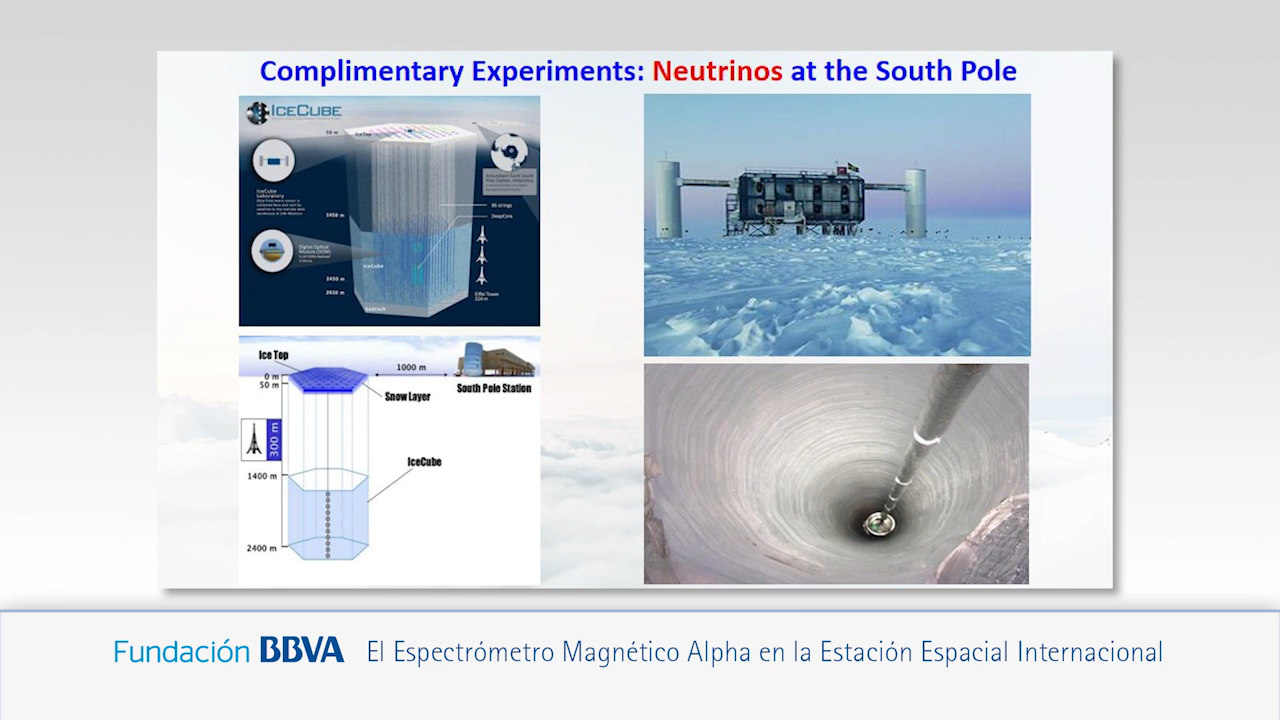 Complimentary Experiments: Neutrinos at the South Pole
ICECUBE
50 m
IceTop
IceCube
Laboratory
1450 m
86 strings
DeepCore
Digital Optical
Module (DOM)
IceCube
2450 m
2820 m
Eiffel Tower
324 m
bedrock
Ice Top
0 m
50 m
1000 m
South Pole Station
Snow Layer
300 m
IceCube
1400 m
2400 m
Fundación BBVA El Espectrómetro Magnético Alpha en la Estación Espacial Internacional